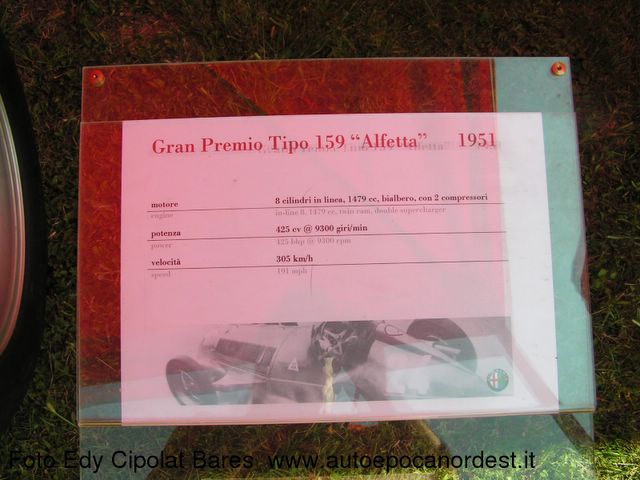 Gran Premio Tipo 159 “Alfetta” 1951
motore 8 cilindri in linea, 1479 cc, bialbero, con 2 compressori
engine in-line 8, 1479 cc, twin cam, double supercharger
potenza 425 cv @ 9300 giri/min
power 425 bhp @ 9300 rpm
velocità 305 km/h
speed 191 mph
Foto Edy Cipolat Bares www.autoepocanordest.it